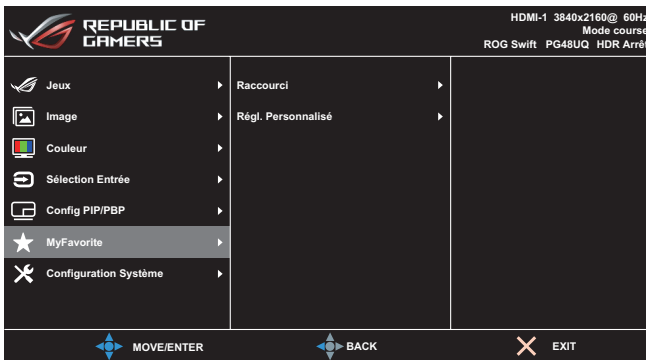 REPUBLIC OF
GAMERS
HDMI-1 3840x2160@ 60Hz
Mode course
ROG Swift PG48UQ HDR Arrêt
Jeux
Image
Couleur
Sélection Entrée
Config PIP/PBP
MyFavorite
Configuration Système
Raccourci
Régl. Personnalisé
MOVE/ENTER
BACK
EXIT